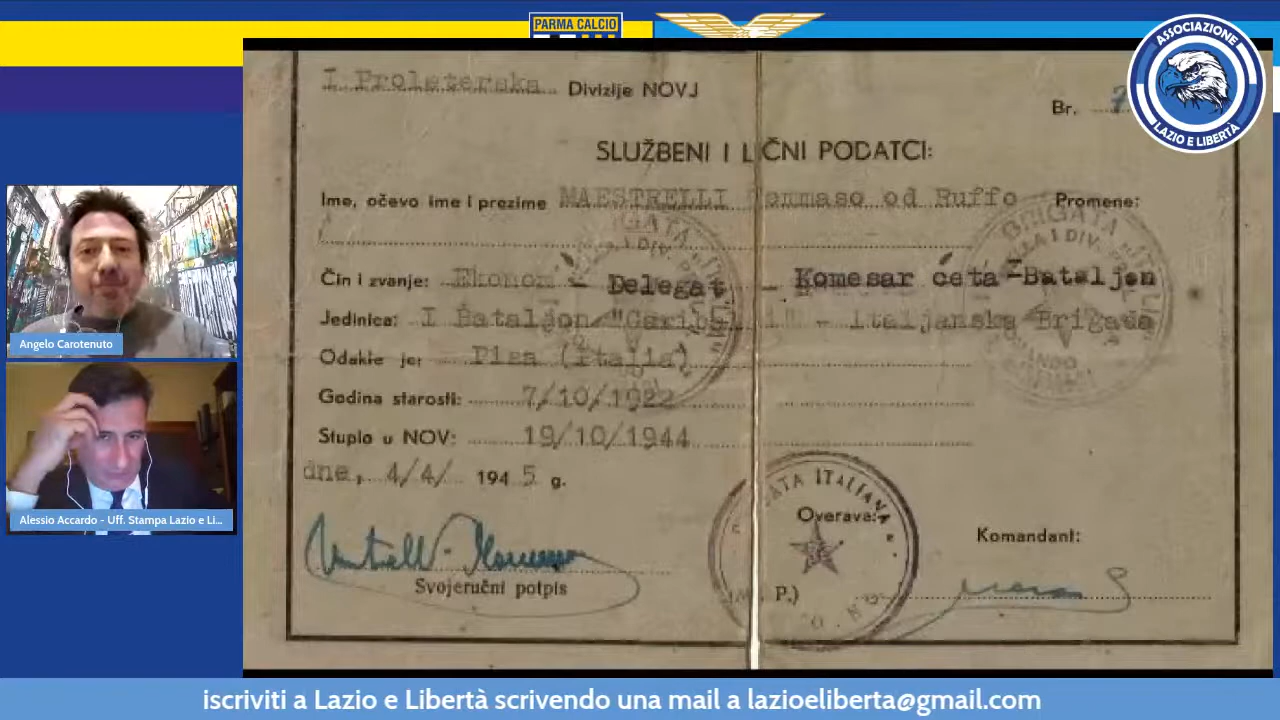 PARMA CALCIO
ASSOCIAZIONE
LAZIO E LIBERTÀ
I Proleterska Divizije NOVJ
Br. 7
SLUŽBENI I LIČNI PODATCI:
Ime, očevo ime i prezime MAESTRELLI Tommaso od Ruffo Promene:
Čin i zvanje: Ekonom - Delegat - Komesar ćeta - Bataljon
Jedinica: I Bataljon "Garibaldi" - Italjanska Brigada
Odakle je: Pisa (Italia)
Godina starosti: 7/10/1922
Stupio u NOV: 19/10/1944
dne, 4/4/ 1945 g.
Overava:
Komandant:
Svojeručni potpis
P.)
Angelo Carotenuto
Alessio Accardo - Uff. Stampa Lazio e Li...
iscriviti a Lazio e Libertà scrivendo una mail a lazioeliberta@gmail.com